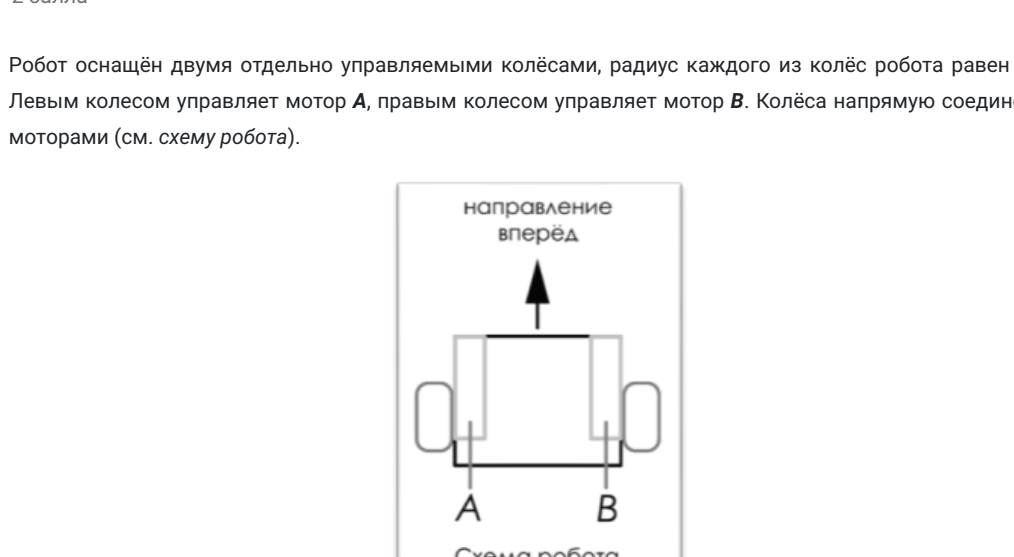 2 балла
Робот оснащён двумя отдельно управляемыми колёсами, радиус каждого из колёс робота равен
Левым колесом управляет мотор A, правым колесом управляет мотор B. Колёса напрямую соедин
моторами (см. схему робота).
направление
вперёд
A B
Схема робота